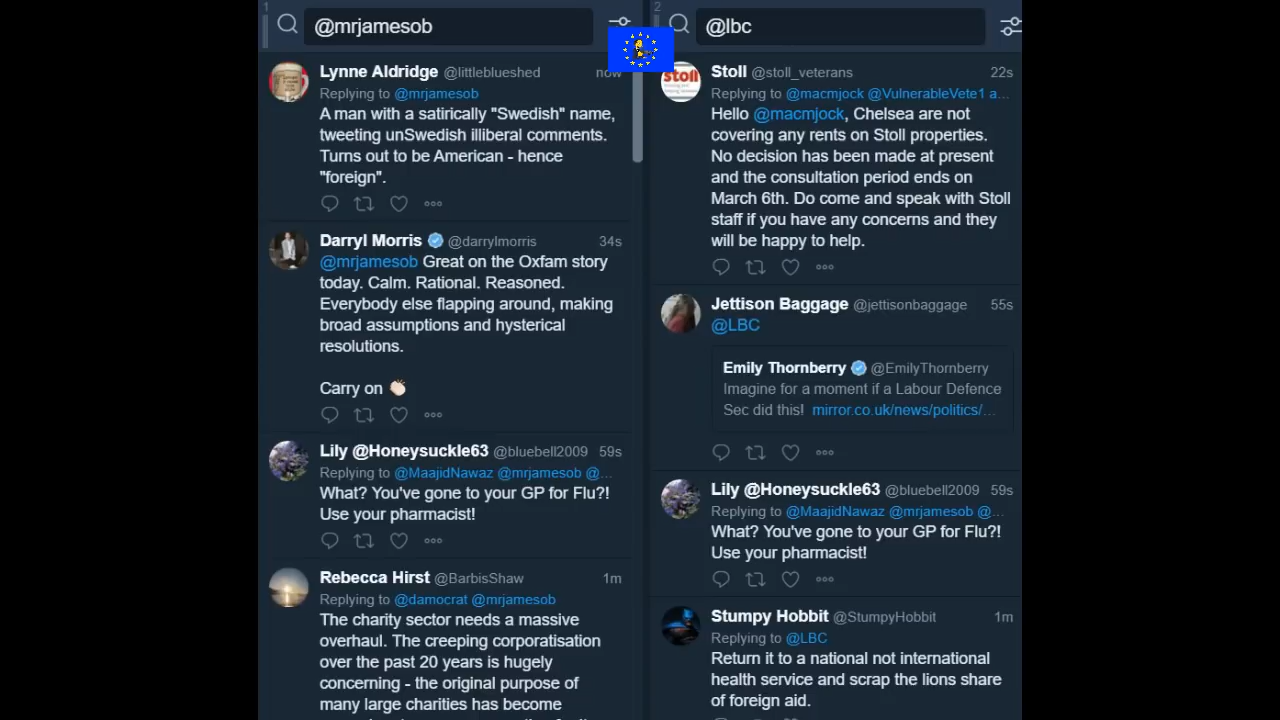 1
@mrjamesob
Lynne Aldridge @littleblueshed now
Replying to @mrjamesob
A man with a satirically "Swedish" name,
tweeting unSwedish illiberal comments.
Turns out to be American - hence
"foreign".
Darryl Morris @darrylmorris 34s
@mrjamesob Great on the Oxfam story
today. Calm. Rational. Reasoned.
Everybody else flapping around, making
broad assumptions and hysterical
resolutions.
Carry on 👏🏻
Lily @Honeysuckle63 @bluebell2009 59s
Replying to @MaajidNawaz @mrjamesob @...
What? You've gone to your GP for Flu?!
Use your pharmacist!
Rebecca Hirst @BarbisShaw 1m
Replying to @damocrat @mrjamesob
The charity sector needs a massive
overhaul. The creeping corporatisation
over the past 20 years is hugely
concerning - the original purpose of
many large charities has become
2
@lbc
stoll
Stoll @stoll_veterans 22s
Replying to @macmjock @VulnerableVete1 a...
Hello @macmjock, Chelsea are not
covering any rents on Stoll properties.
No decision has been made at present
and the consultation period ends on
March 6th. Do come and speak with Stoll
staff if you have any concerns and they
will be happy to help.
Jettison Baggage @jettisonbaggage 55s
@LBC
Emily Thornberry @EmilyThornberry
Imagine for a moment if a Labour Defence
Sec did this! mirror.co.uk/news/politics/...
Lily @Honeysuckle63 @bluebell2009 59s
Replying to @MaajidNawaz @mrjamesob @...
What? You've gone to your GP for Flu?!
Use your pharmacist!
Stumpy Hobbit @StumpyHobbit 1m
Replying to @LBC
Return it to a national not international
health service and scrap the lions share
of foreign aid.